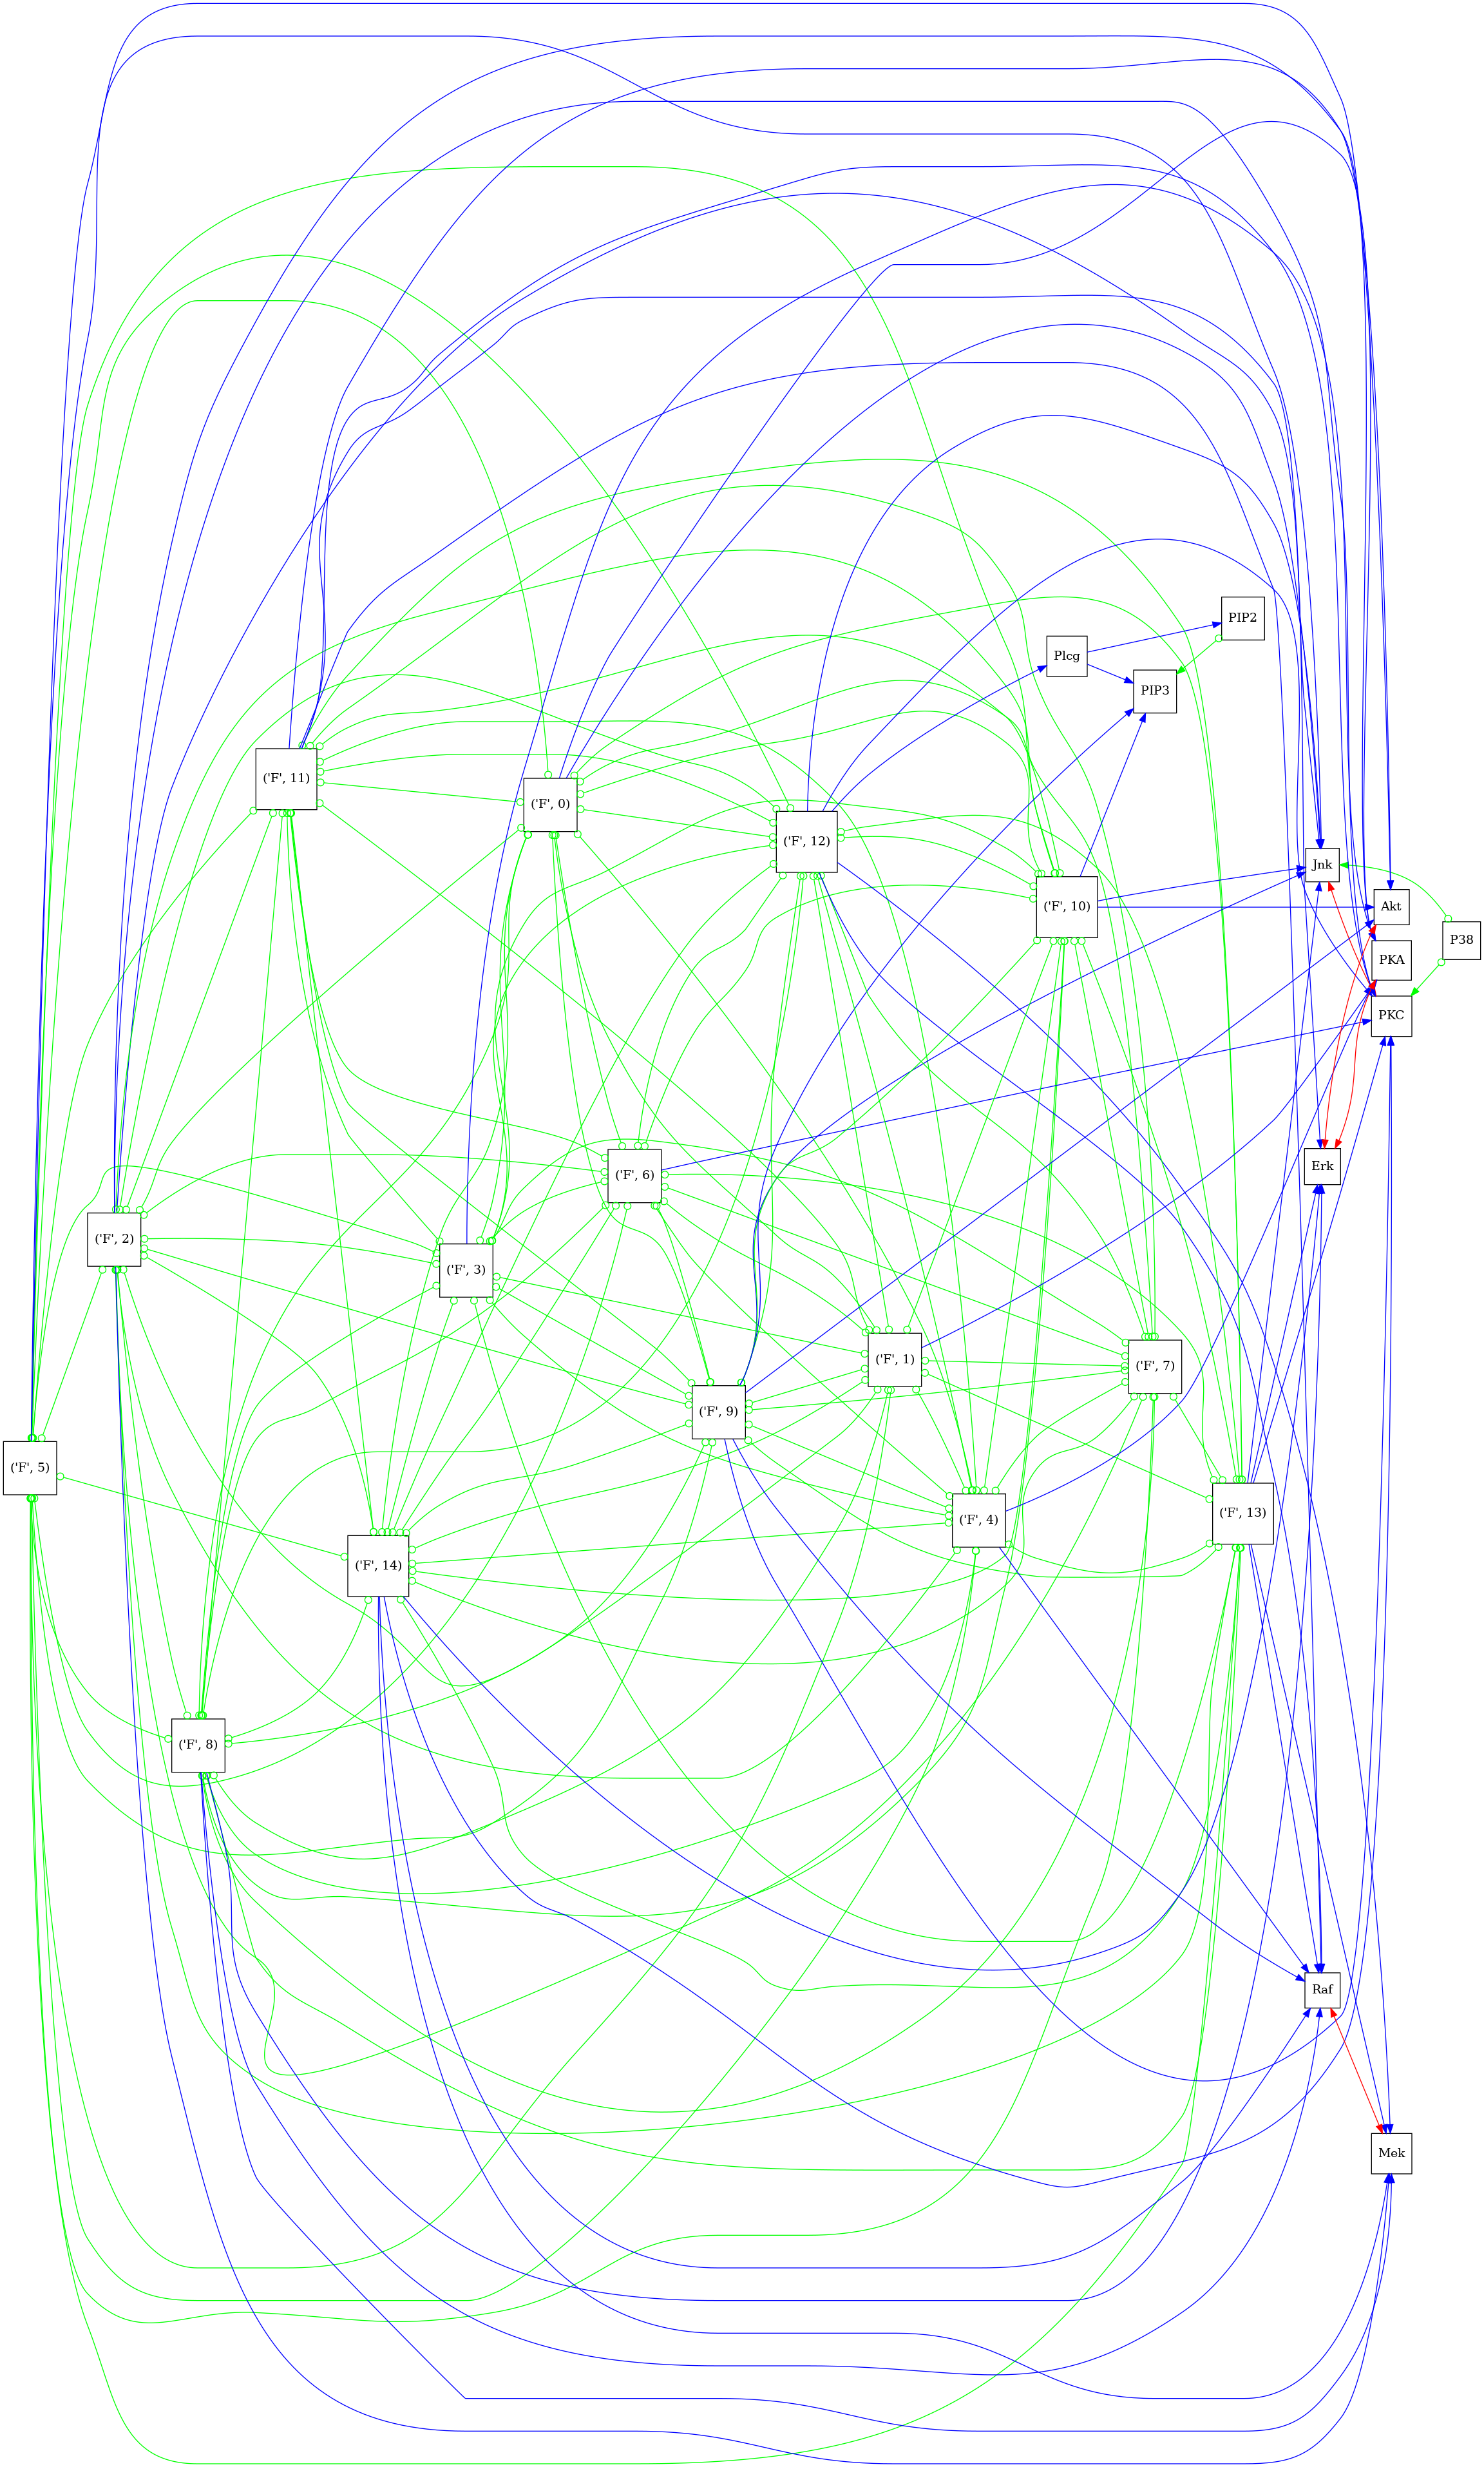 PIP2
Plcg
PIP3
('F', 11)
('F', 0)
('F', 12)
Jnk
('F', 10)
Akt
P38
PKA
PKC
Erk
('F', 6)
('F', 2)
('F', 3)
('F', 1)
('F', 7)
('F', 9)
('F', 5)
('F', 4)
('F', 13)
('F', 14)
('F', 8)
Raf
Mek